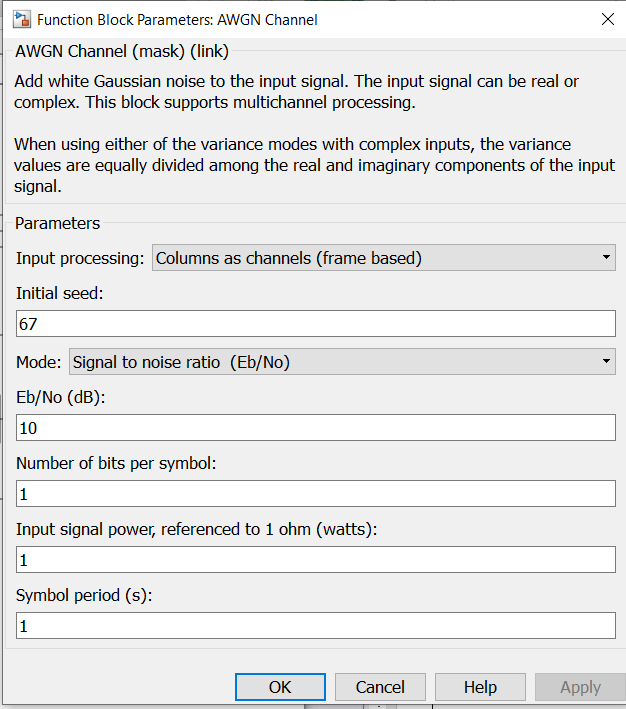 Function Block Parameters: AWGN Channel
AWGN Channel (mask) (link)
Add white Gaussian noise to the input signal. The input signal can be real or
complex. This block supports multichannel processing.
When using either of the variance modes with complex inputs, the variance
values are equally divided among the real and imaginary components of the input
signal.
Parameters
Input processing: Columns as channels (frame based)
Initial seed:
67
Mode: Signal to noise ratio  (Eb/No)
Eb/No (dB):
10
Number of bits per symbol:
1
Input signal power, referenced to 1 ohm (watts):
1
Symbol period (s):
1
OK Cancel Help Apply